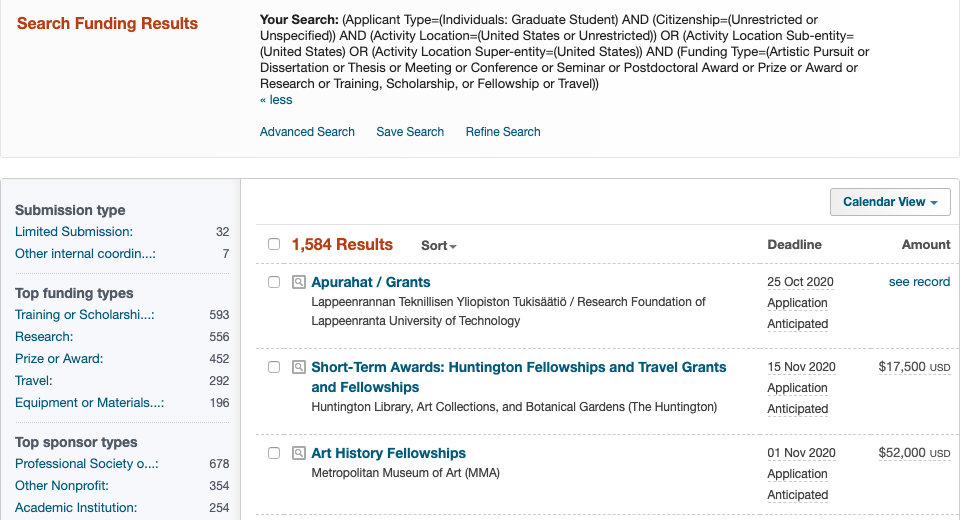 Search Funding Results
Your Search: (Applicant Type=(Individuals: Graduate Student) AND (Citizenship=(Unrestricted or
Unspecified)) AND (Activity Location=(United States or Unrestricted)) OR (Activity Location Sub-entity=
(United States) OR (Activity Location Super-entity=(United States)) AND (Funding Type=(Artistic Pursuit or
Dissertation or Thesis or Meeting or Conference or Seminar or Postdoctoral Award or Prize or Award or
Research or Training, Scholarship, or Fellowship or Travel))
« less
Advanced Search Save Search Refine Search
Calendar View
Submission type
Limited Submission: 32
Other internal coordin...: 7
Top funding types
Training or Scholarshi...: 593
Research: 556
Prize or Award: 452
Travel: 292
Equipment or Materials...: 196
Top sponsor types
Professional Society o...: 678
Other Nonprofit: 354
Academic Institution: 254
1,584 Results Sort Deadline Amount
Apurahat / Grants 25 Oct 2020 see record
Lappeenrannan Teknillisen Yliopiston Tukisäätiö / Research Foundation of Application
Lappeenranta University of Technology Anticipated
Short-Term Awards: Huntington Fellowships and Travel Grants 15 Nov 2020 $17,500 USD
and Fellowships Application
Huntington Library, Art Collections, and Botanical Gardens (The Huntington) Anticipated
Art History Fellowships 01 Nov 2020 $52,000 USD
Metropolitan Museum of Art (MMA) Application
Anticipated